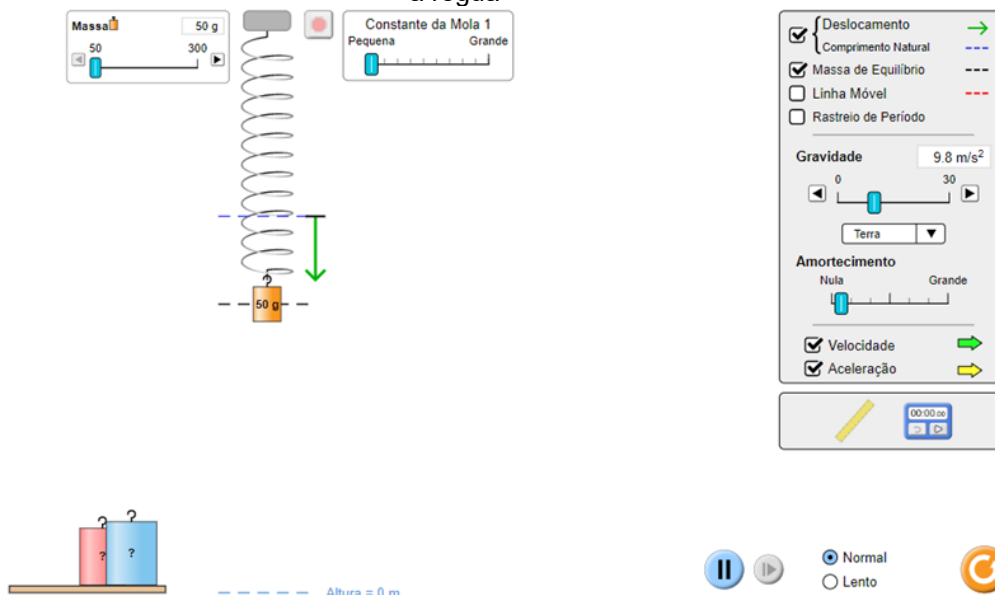 a régua
Massa
50 g
50
300
Constante da Mola 1
Pequena
Grande
50 g
?
?
Altura = 0 m
Deslocamento
Comprimento Natural
Massa de Equilíbrio
Linha Móvel
Rastreio de Período
Gravidade
9.8 m/s²
0
30
Terra
Amortecimento
Nula
Grande
Velocidade
Aceleração
00:00.00
Normal
Lento